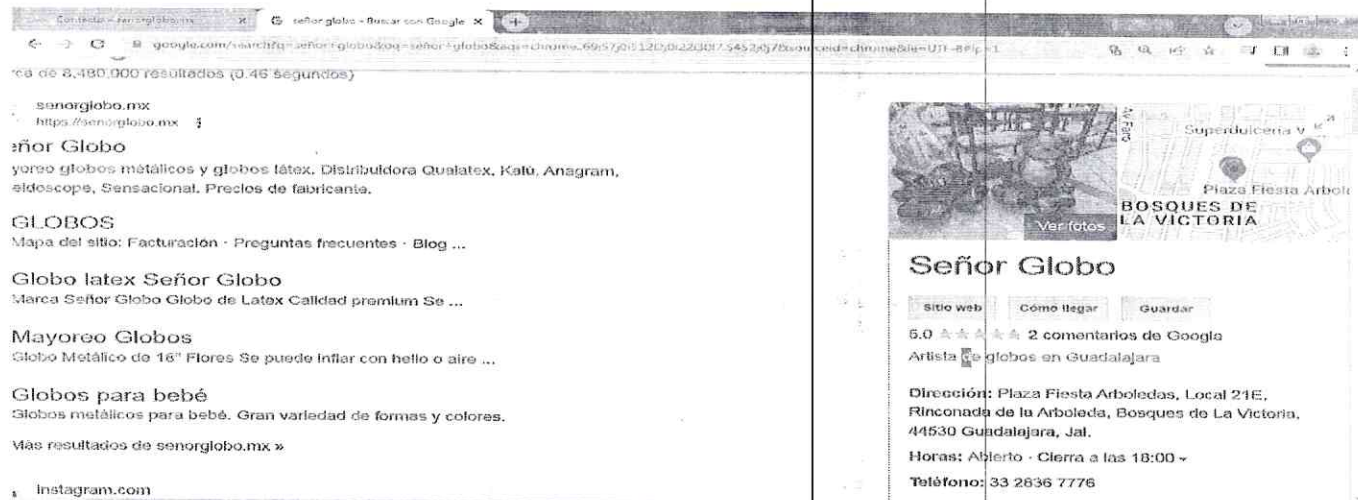 señor globo - Buscar con Google
rca de 8,480,000 resultados (0.46 segundos)
senorglobo.mx
https://senorglobo.mx
eñor Globo
yoreo globos metálicos y globos látex. Distribuidora Qualatex, Kalú, Anagram,
eidoscope, Sensacional. Precios de fabricante.
GLOBOS
Mapa del sitio: Facturación · Preguntas frecuentes · Blog ...
Globo latex Señor Globo
Marca Señor Globo Globo de Latex Calidad premium Se ...
Mayoreo Globos
Globo Metálico de 16" Flores Se puede inflar con helio o aire ...
Globos para bebé
Globos metálicos para bebé. Gran variedad de formas y colores.
Más resultados de senorglobo.mx »
Instagram.com
Ver fotos
Av Faro
Superdulcería V
Plaza Fiesta Arbole
BOSQUES DE
LA VICTORIA
Señor Globo
Sitio web Cómo llegar Guardar
5.0 2 comentarios de Google
Artista de globos en Guadalajara
Dirección: Plaza Fiesta Arboledas, Local 21E,
Rinconada de la Arboleda, Bosques de La Victoria,
44530 Guadalajara, Jal.
Horas: Abierto · Cierra a las 18:00
Teléfono: 33 2836 7776